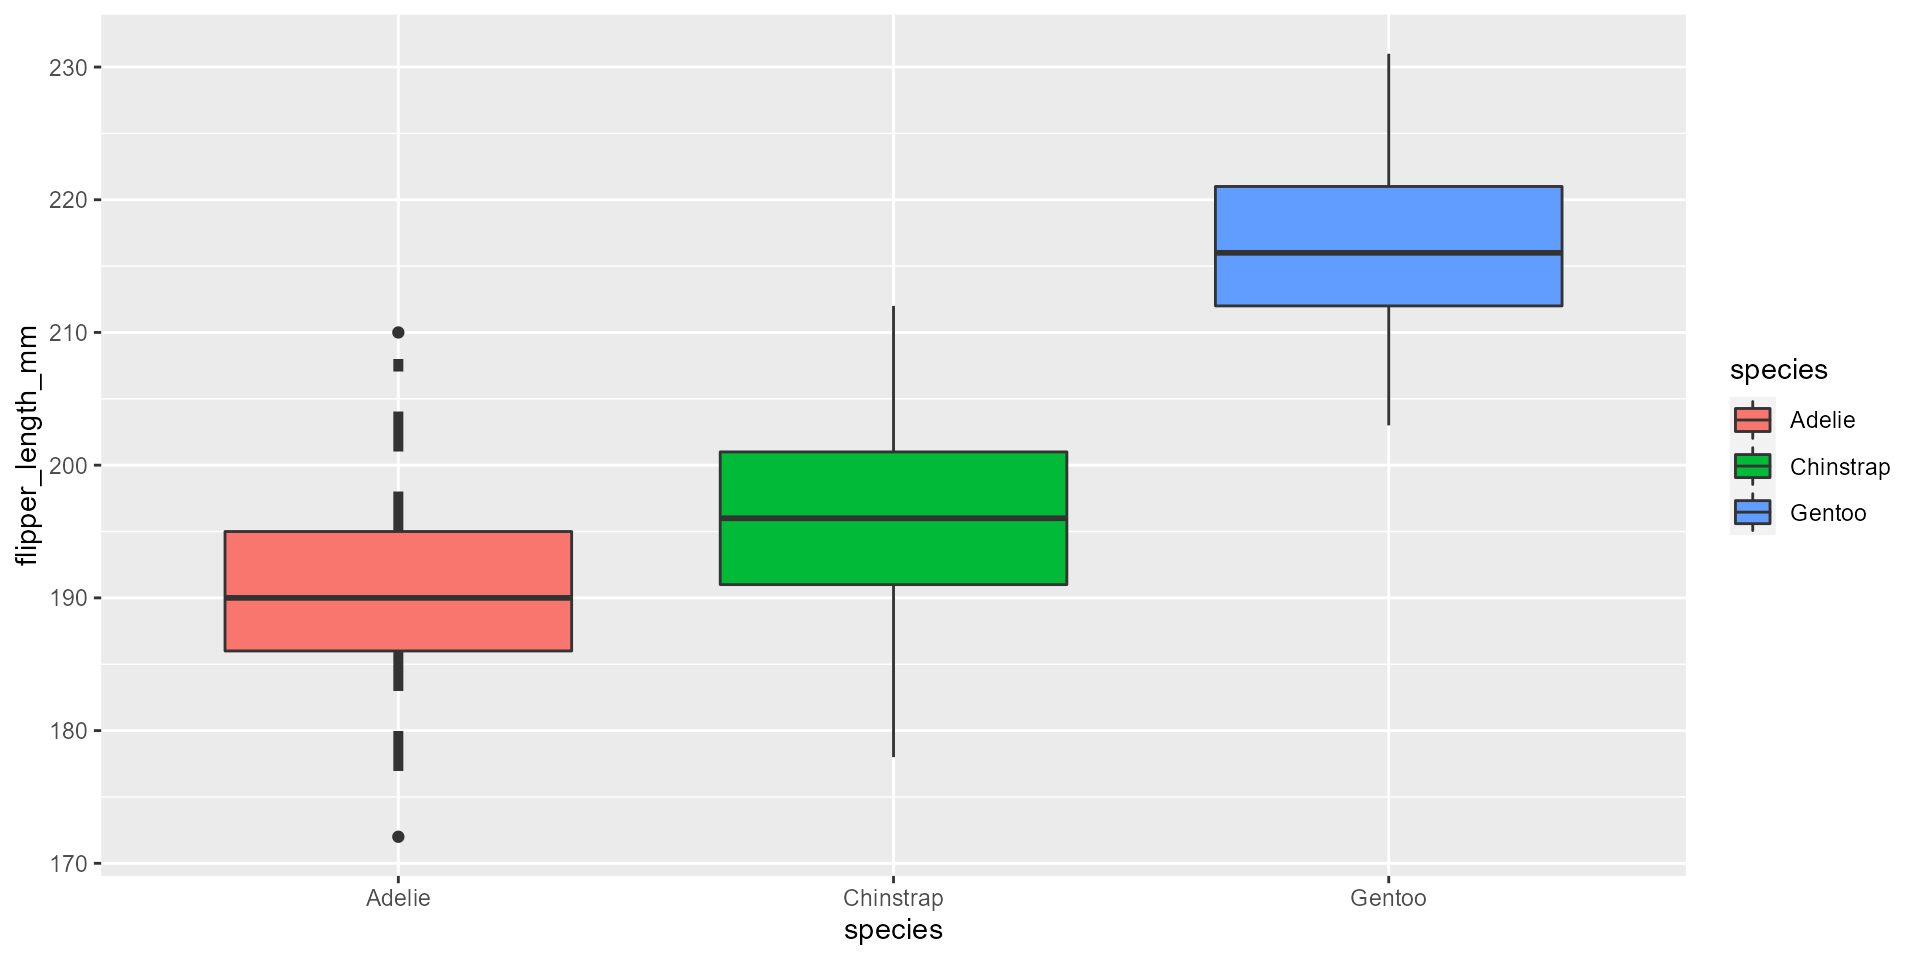 230
220
210
200
190
180
170
flipper_length_mm
Adelie
Chinstrap
Gentoo
species
species
Adelie
Chinstrap
Gentoo